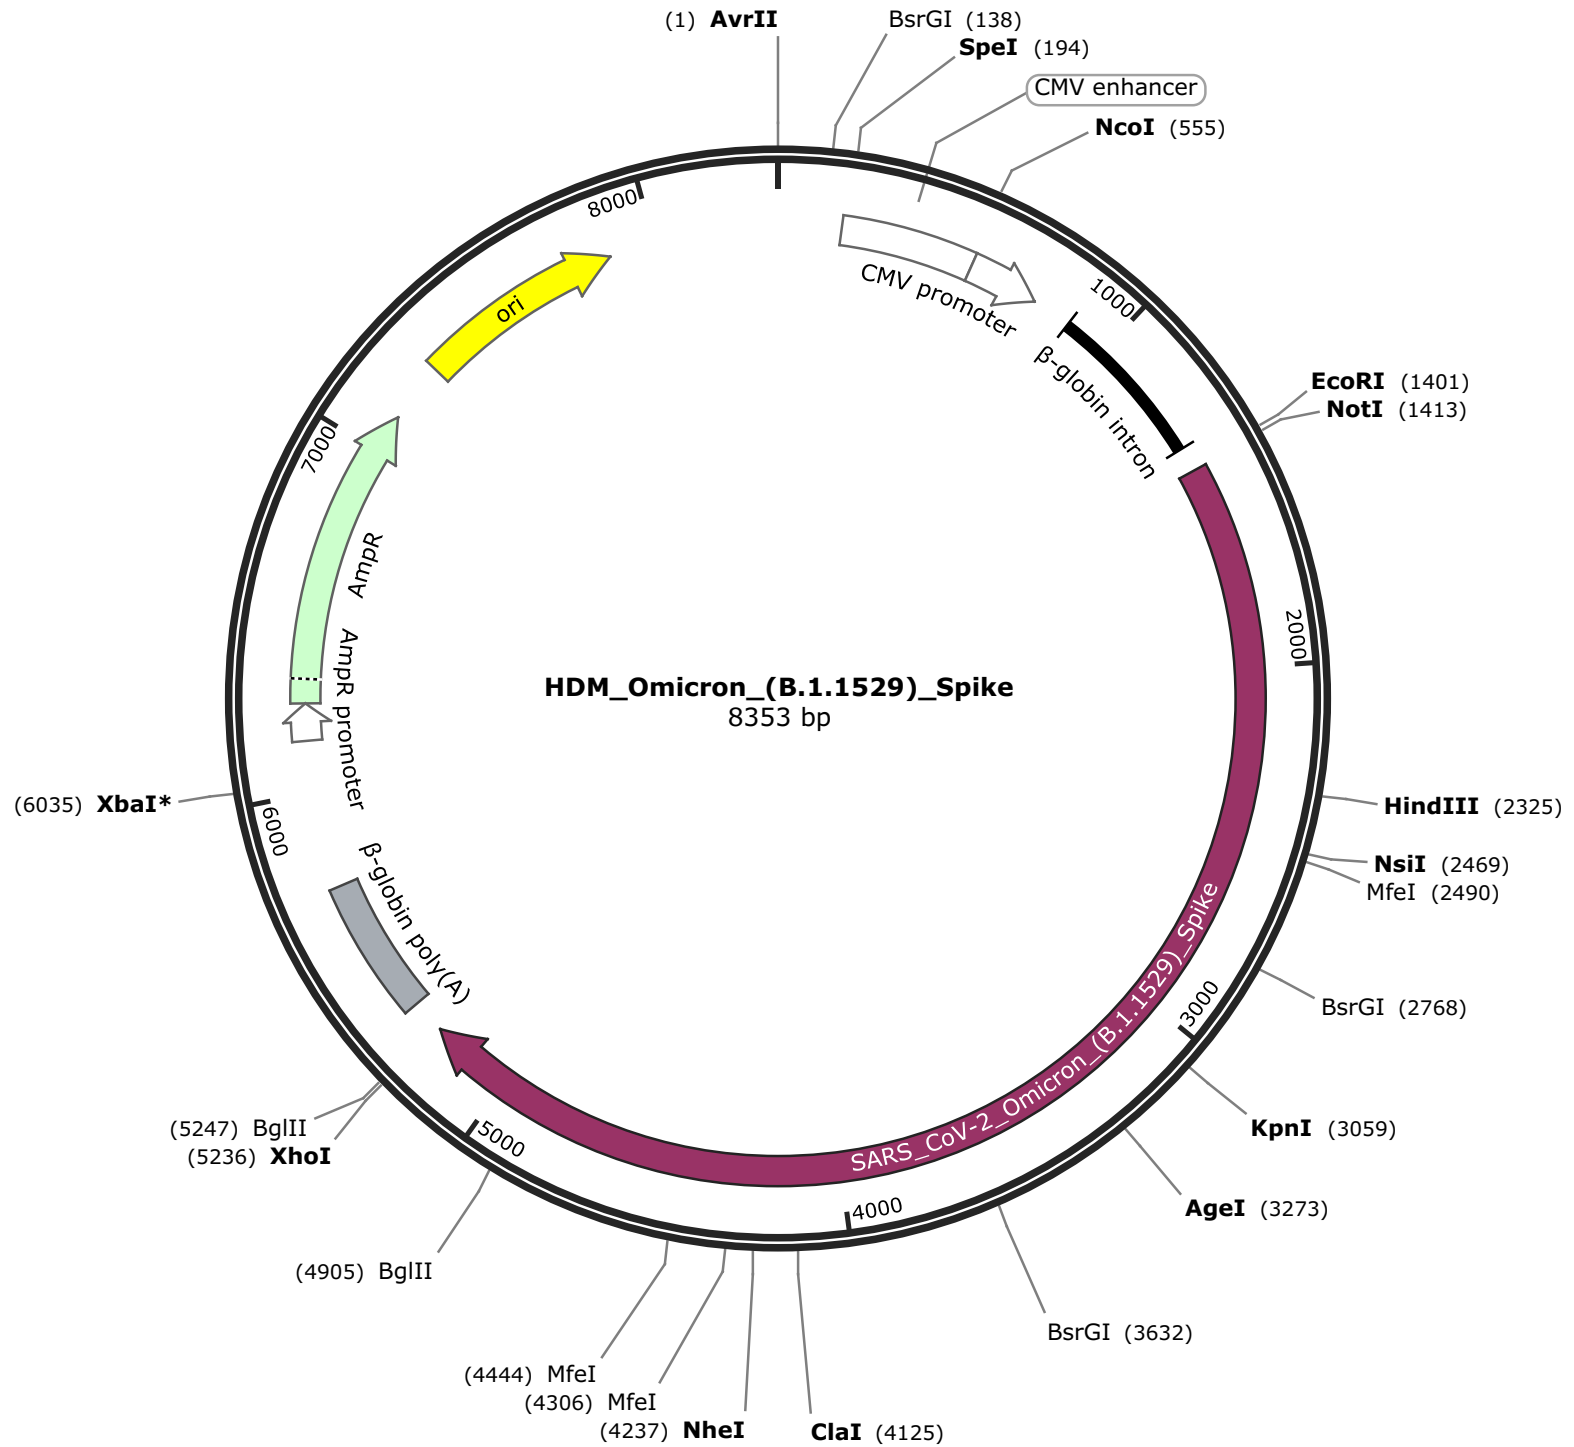 (1) AvrII
BsrGI (138)
SpeI (194)
CMV enhancer
NcoI (555)
8000
ori
CMV promoter
1000
β-globin intron
EcoRI (1401)
NotI (1413)
7000
AmpR
2000
AmpR promoter
HDM_Omicron_(B.1.1529)_Spike
8353 bp
(6035) XbaI*
6000
HindIII (2325)
NsiI (2469)
MfeI (2490)
β-globin poly(A)
SARS_CoV-2_Omicron_(B.1.1529)_Spike
3000
BsrGI (2768)
KpnI (3059)
(5247) BglII
(5236) XhoI
5000
4000
AgeI (3273)
(4905) BglII
BsrGI (3632)
(4444) MfeI
(4306) MfeI
(4237) NheI
ClaI (4125)